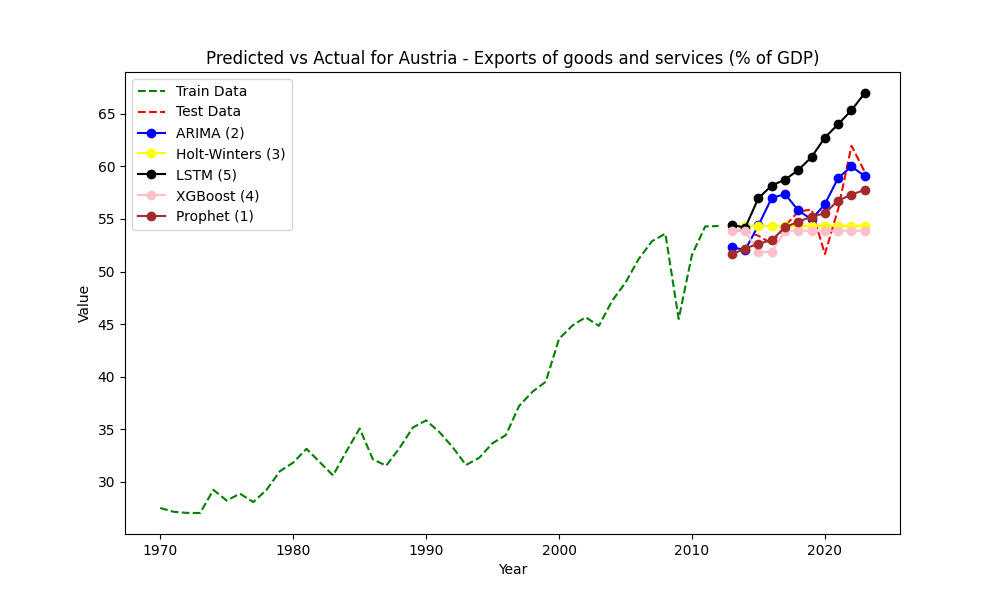 Predicted vs Actual for Austria - Exports of goods and services (% of GDP)
Train Data
Test Data
ARIMA (2)
Holt-Winters (3)
LSTM (5)
XGBoost (4)
Prophet (1)
Value
65
60
55
50
45
40
35
30
1970
1980
1990
2000
2010
2020
Year